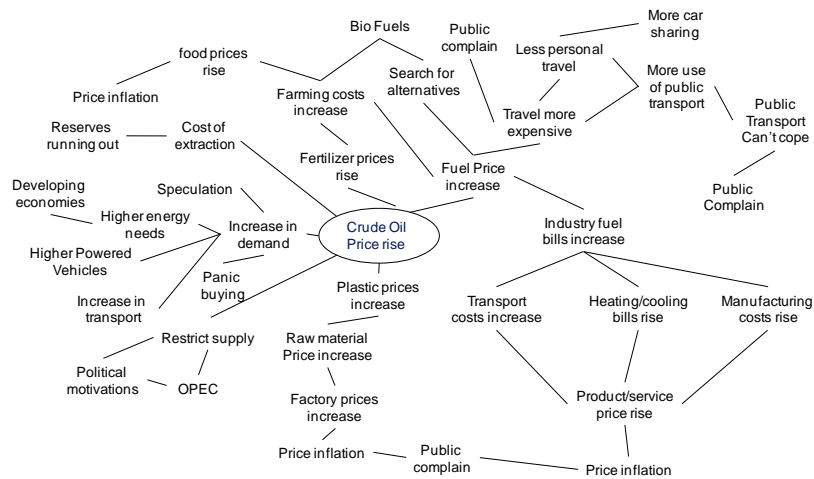 More car
sharing
Bio Fuels
Public
complain
Less personal
travel
food prices
rise
Search for
alternatives
More use
of public
transport
Price inflation
Farming costs
increase
Travel more
expensive
Public
Transport
Can't cope
Reserves
running out
Cost of
extraction
Fertilizer prices
rise
Fuel Price
increase
Developing
economies
Speculation
Public
Complain
Higher energy
needs
Increase in
demand
Crude Oil
Price rise
Industry fuel
bills increase
Higher Powered
Vehicles
Panic
buying
Plastic prices
increase
Increase in
transport
Transport
costs increase
Heating/cooling
bills rise
Manufacturing
costs rise
Restrict supply
Raw material
Price increase
Political
motivations
OPEC
Factory prices
increase
Product/service
price rise
Price inflation
Public
complain
Price inflation